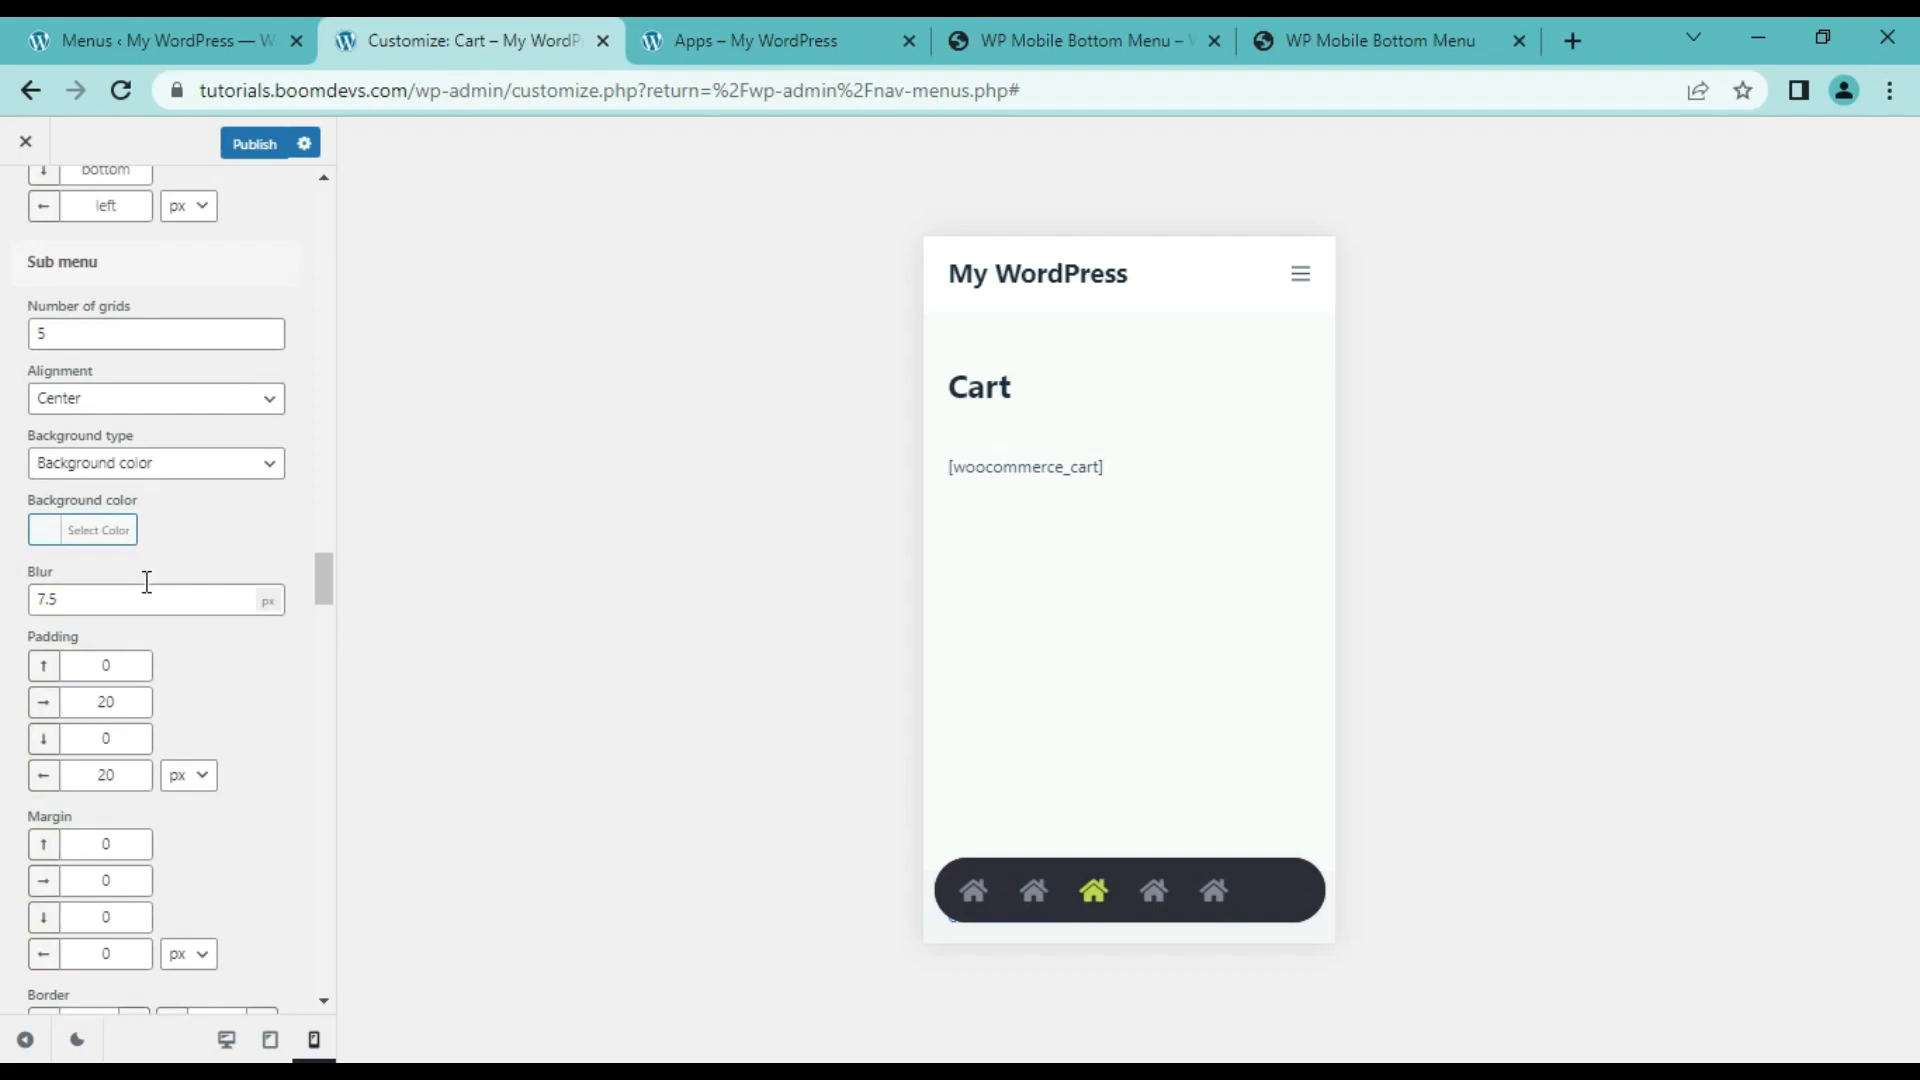 Menus ‹ My WordPress — W
Customize: Cart – My WordP
Apps – My WordPress
WP Mobile Bottom Menu –
WP Mobile Bottom Menu
tutorials.boomdevs.com/wp-admin/customize.php?return=%2Fwp-admin%2Fnav-menus.php#
Publish
bottom
left
px
Sub menu
Number of grids
5
Alignment
Center
Background type
Background color
Background color
Select Color
Blur
7.5
px
Padding
0
20
0
20
px
Margin
0
0
0
0
px
Border
My WordPress
Cart
[woocommerce_cart]